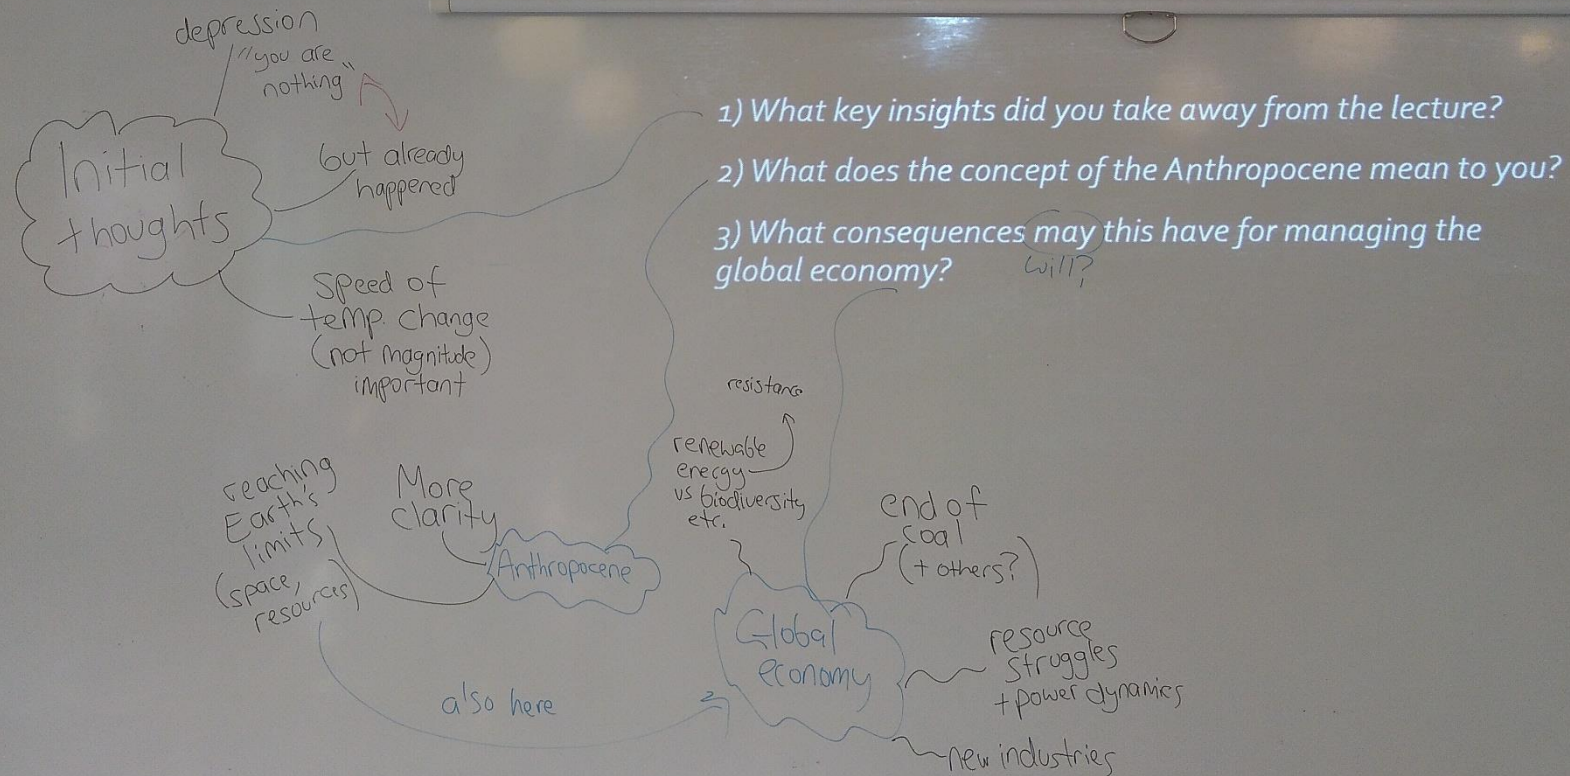 depression
"you are
nothing"
Initial
thoughts
but already
happened
speed of
temp. change
(not magnitude)
important
1) What key insights did you take away from the lecture?
2) What does the concept of the Anthropocene mean to you?
3) What consequences may this have for managing the
global economy?
will?
reaching
Earth's
limits
(space,
resources)
More
clarity
Anthropocene
also here
resistance
renewable
energy
vs biodiversity
etc.
end of
coal
(+ others?)
Global
economy
resource
struggles
+ power dynamics
new industries